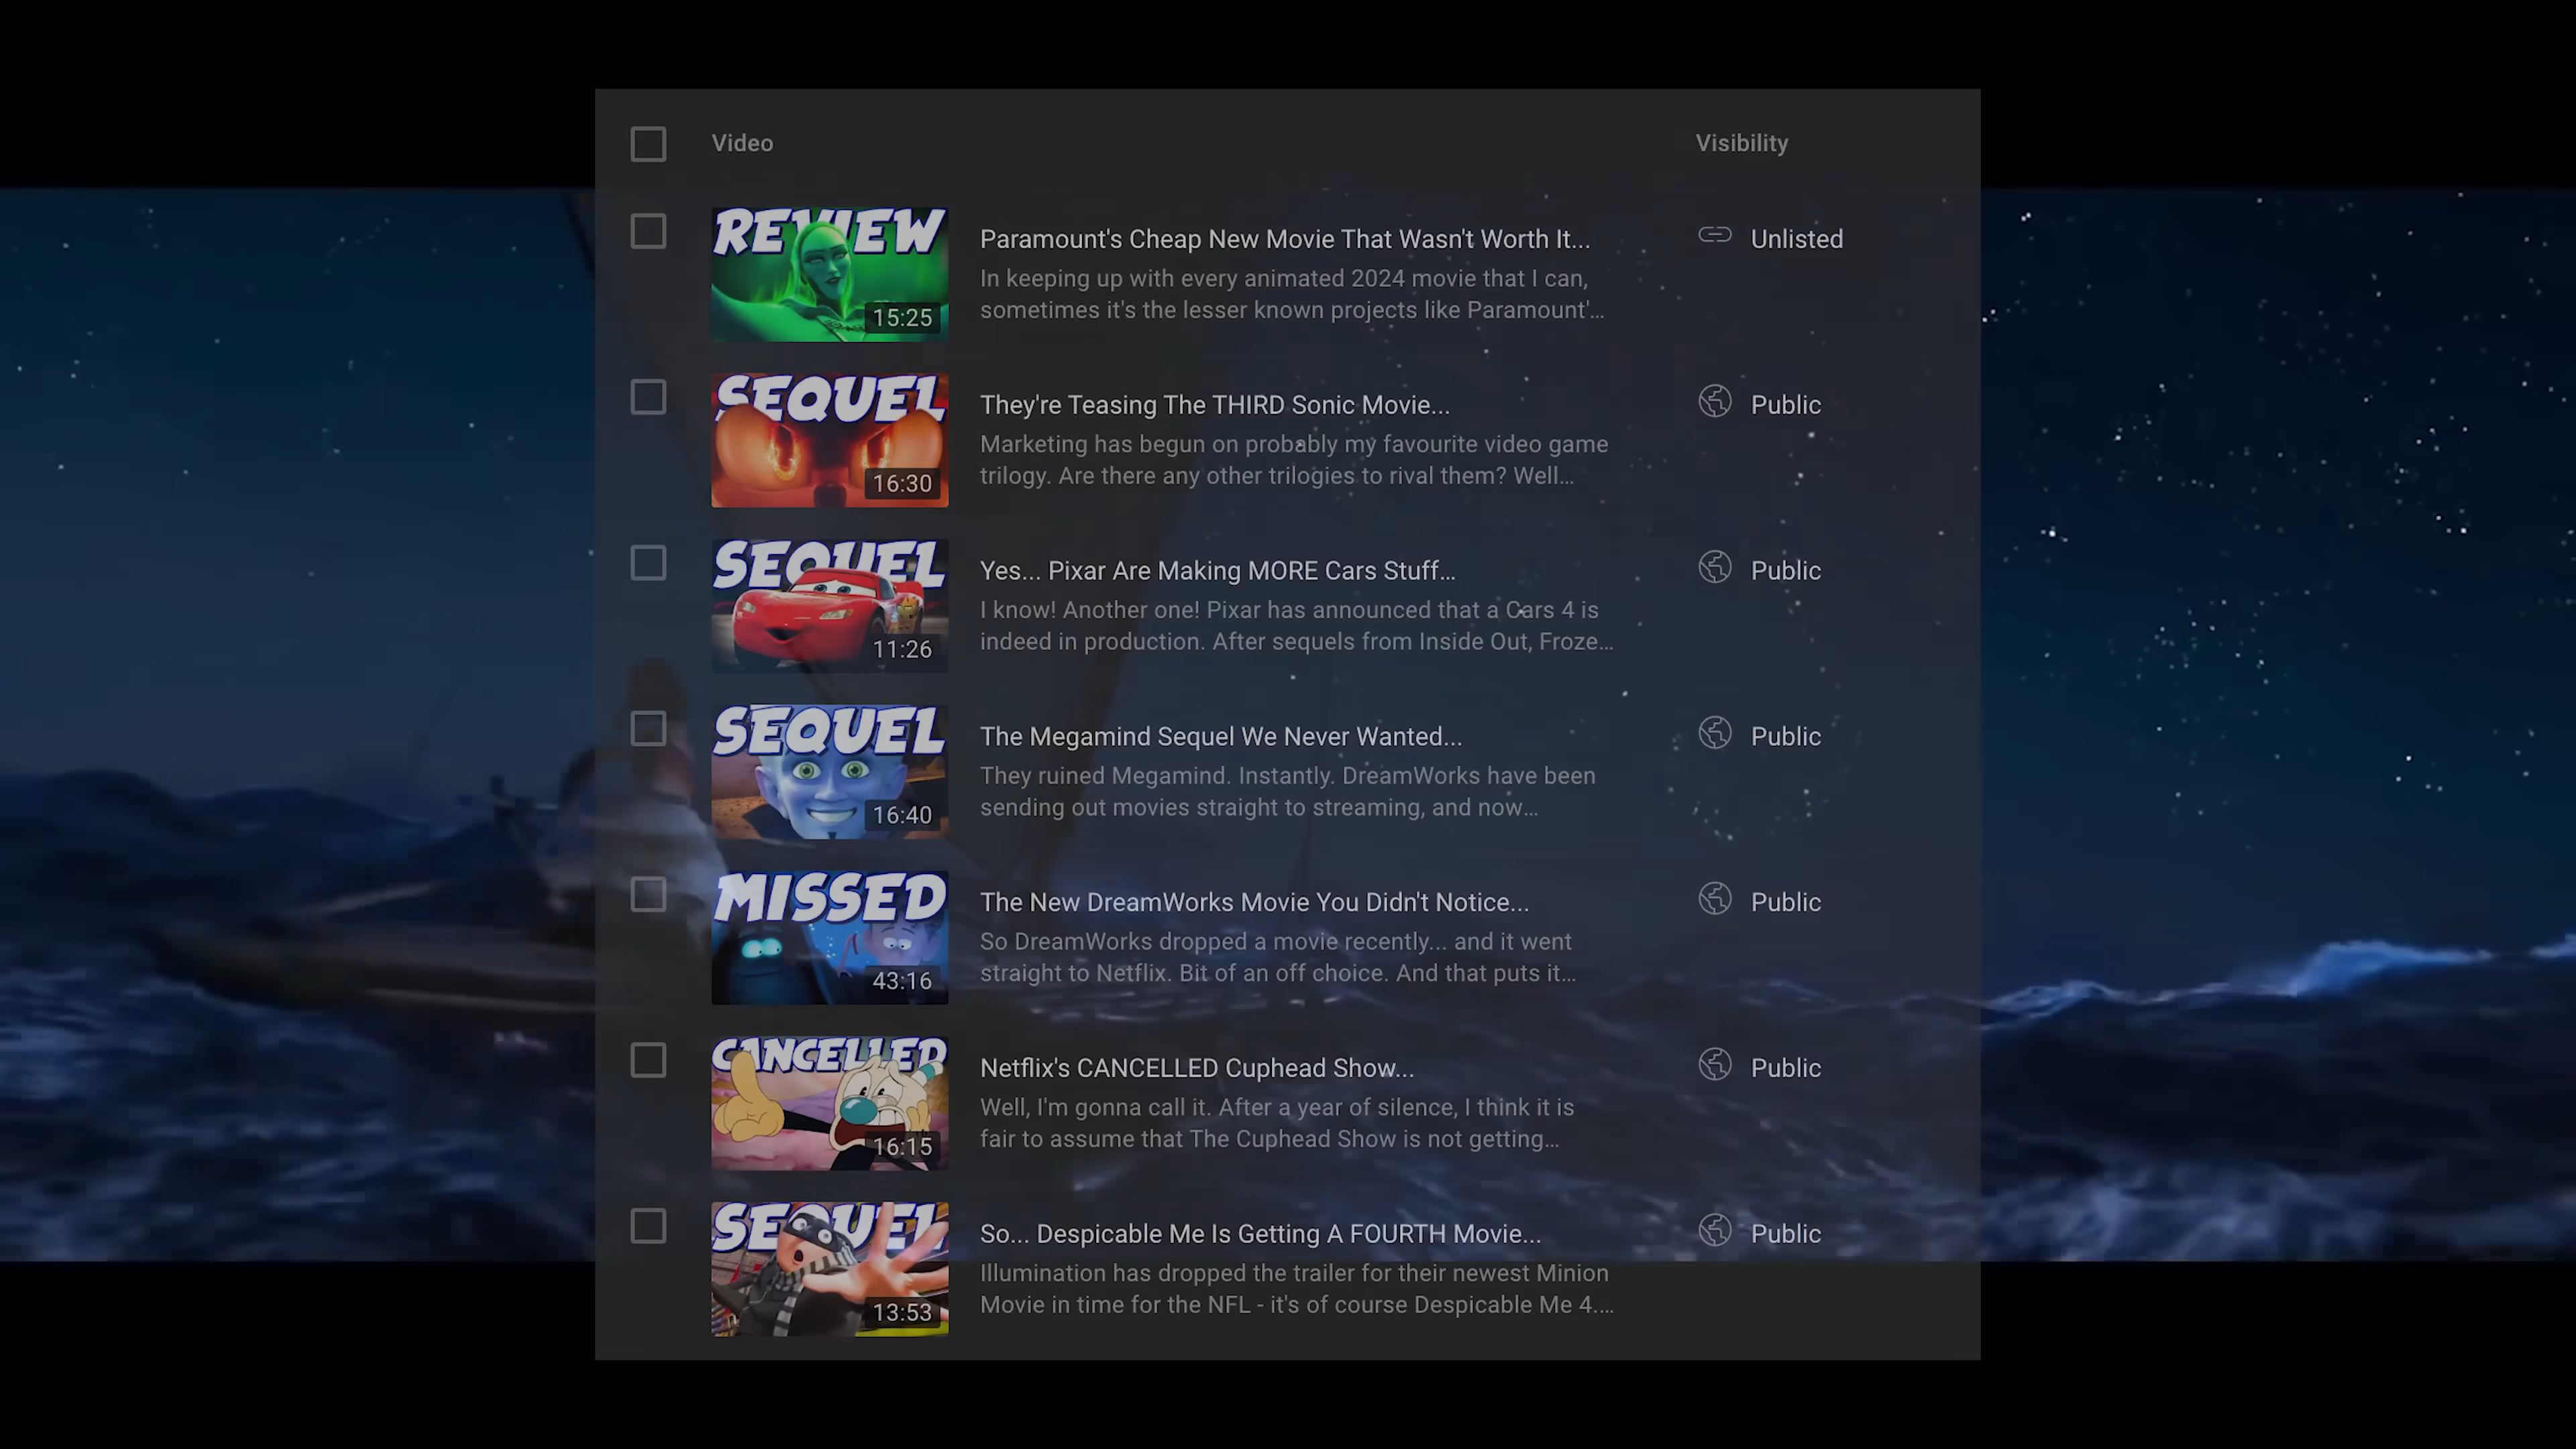 Video Visibility
REVIEW
15:25
Paramount's Cheap New Movie That Wasn't Worth It...
In keeping up with every animated 2024 movie that I can,
sometimes it's the lesser known projects like Paramount'...
Unlisted
SEQUEL
16:30
They're Teasing The THIRD Sonic Movie...
Marketing has begun on probably my favourite video game
trilogy. Are there any other trilogies to rival them? Well...
Public
SEQUEL
11:26
Yes... Pixar Are Making MORE Cars Stuff...
I know! Another one! Pixar has announced that a Cars 4 is
indeed in production. After sequels from Inside Out, Froze...
Public
SEQUEL
16:40
The Megamind Sequel We Never Wanted...
They ruined Megamind. Instantly. DreamWorks have been
sending out movies straight to streaming, and now...
Public
MISSED
43:16
The New DreamWorks Movie You Didn't Notice...
So DreamWorks dropped a movie recently... and it went
straight to Netflix. Bit of an off choice. And that puts it...
Public
CANCELLED
16:15
Netflix's CANCELLED Cuphead Show...
Well, I'm gonna call it. After a year of silence, I think it is
fair to assume that The Cuphead Show is not getting...
Public
SEQUEL
13:53
So... Despicable Me Is Getting A FOURTH Movie...
Illumination has dropped the trailer for their newest Minion
Movie in time for the NFL - it's of course Despicable Me 4....
Public